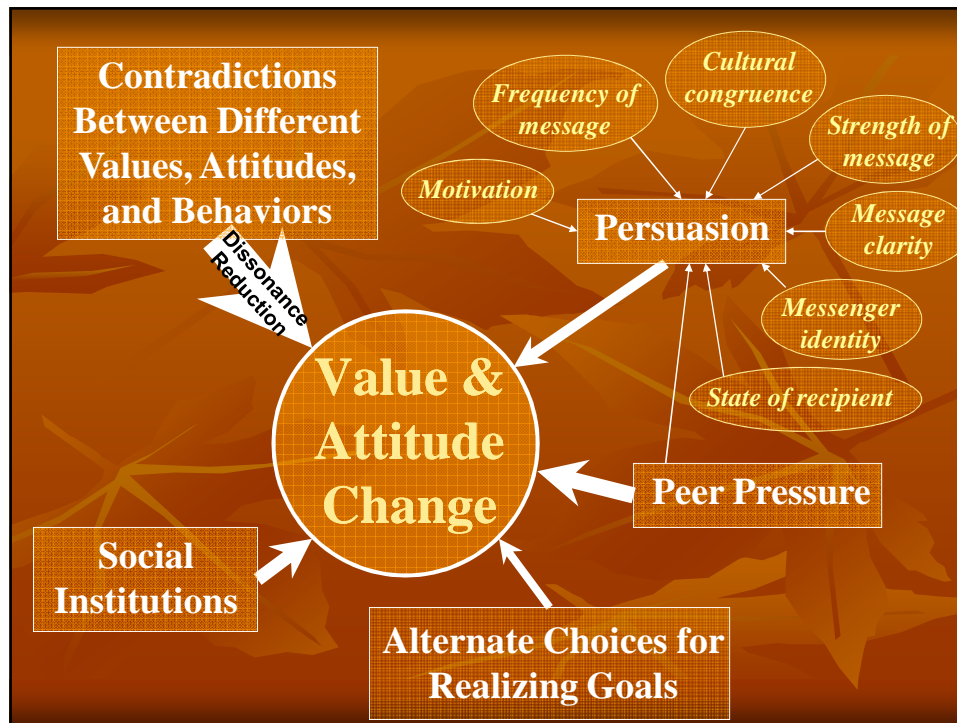 Contradictions
Between Different
Values, Attitudes,
and Behaviors
Dissonance
Reduction
Cultural
congruence
Frequency of
message
Strength of
message
Motivation
Persuasion
Message
clarity
Messenger
identity
State of recipient
Value &
Attitude
Change
Peer Pressure
Social
Institutions
Alternate Choices for
Realizing Goals